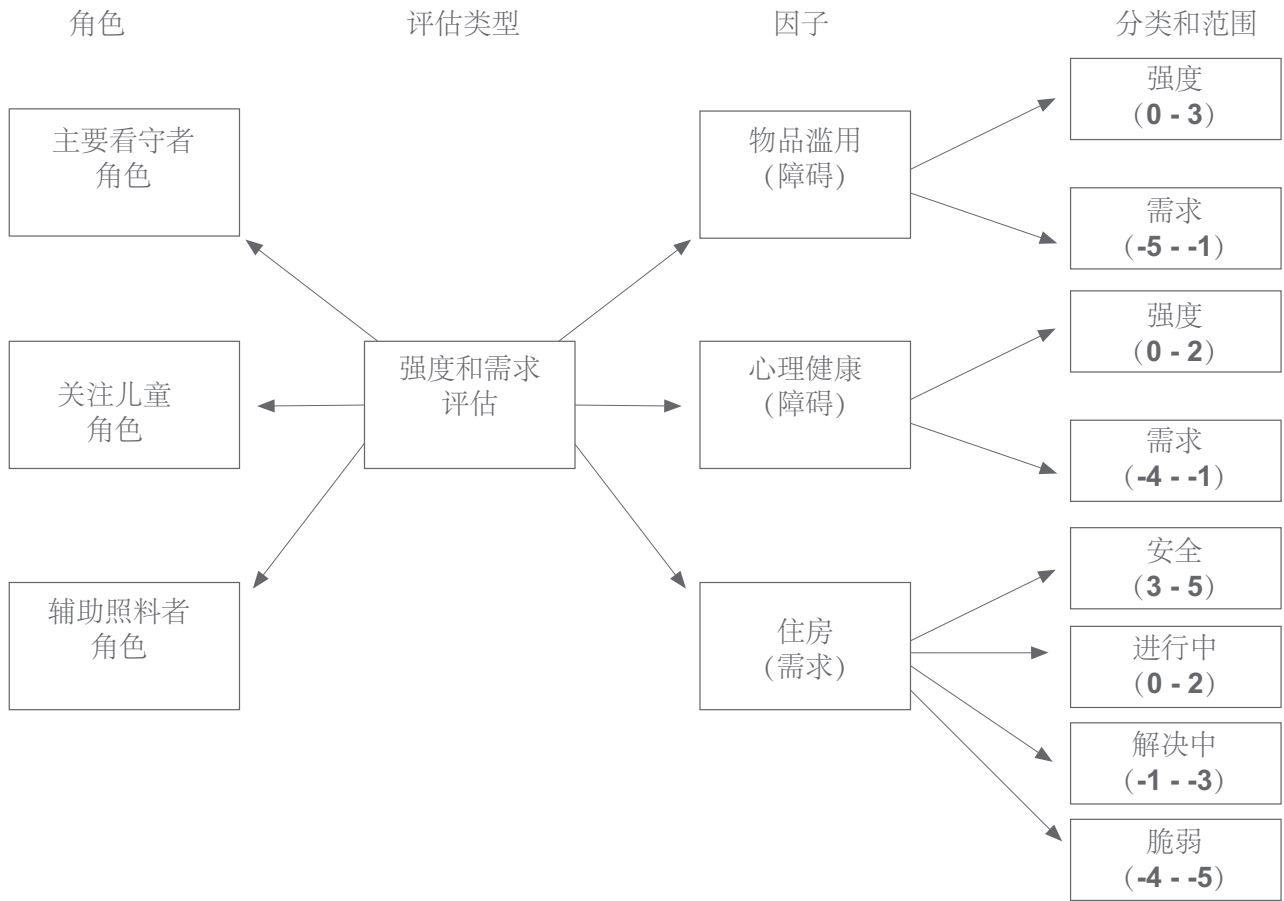 角色
评估类型
因子
分类和范围
主要看守者
角色
关注儿童
角色
辅助照料者
角色
强度和需求
评估
物品滥用
(障碍)
心理健康
(障碍)
住房
(需求)
强度
(0 - 3)
需求
(-5 - -1)
强度
(0 - 2)
需求
(-4 - -1)
安全
(3 - 5)
进行中
(0 - 2)
解决中
(-1 - -3)
脆弱
(-4 - -5)